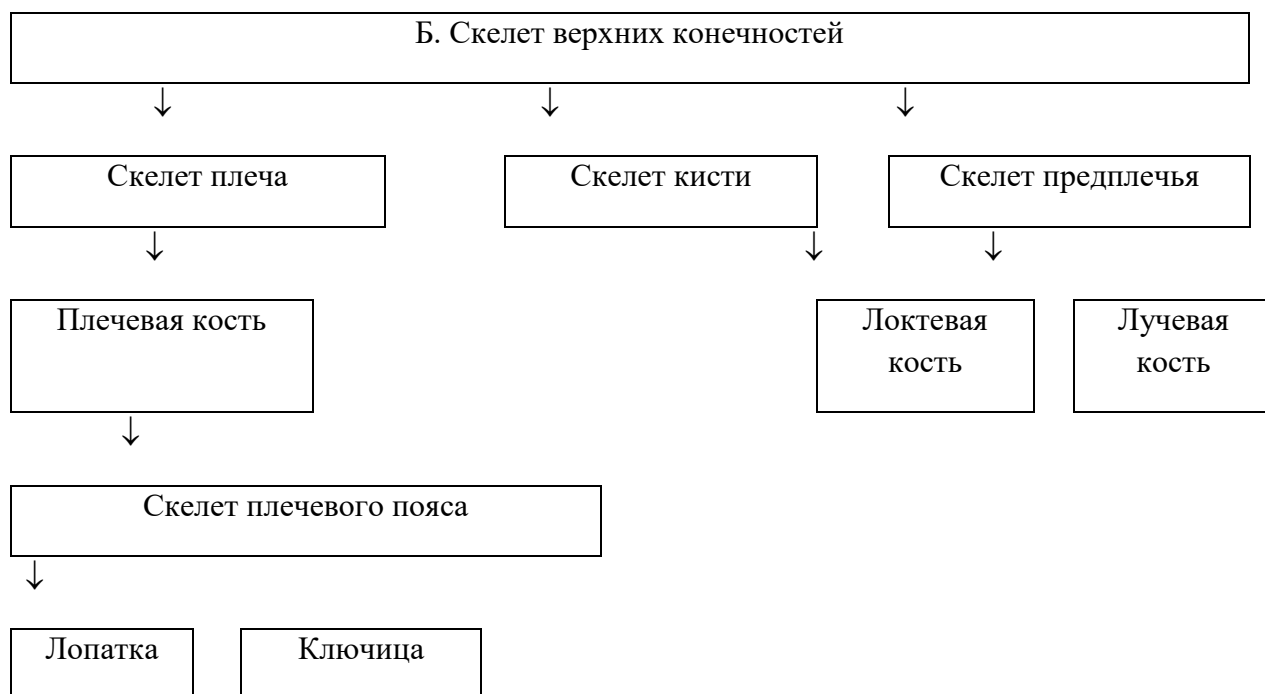 Б. Скелет верхних конечностей
↓ ↓ ↓
Скелет плеча
Скелет кисти
Скелет предплечья
↓ ↓ ↓
Плечевая кость
Локтевая
кость
Лучевая
кость
↓
Скелет плечевого пояса
↓
Лопатка
Ключица